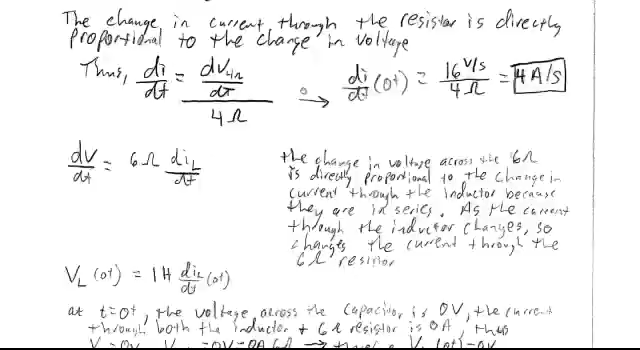 The change in current through the resistor is directly
proportional to the change in voltage
Thus, di/dt = (dV4Ω/dt)/4Ω ∴ → di/dt (0+) = 16 V/s / 4Ω = 4 A/s
dv/dt = 6Ω diL/dt
the change in voltage across the 6Ω
is directly proportional to the change in
current through the inductor because
they are in series. As the current
through the inductor changes, so
changes the current through the
6Ω resistor
VL (0+) = 1H diL/dt (0+)
at t=0+, the voltage across the capacitor is 0V, the current
through both the inductor + 6Ω resistor is 0A, thus